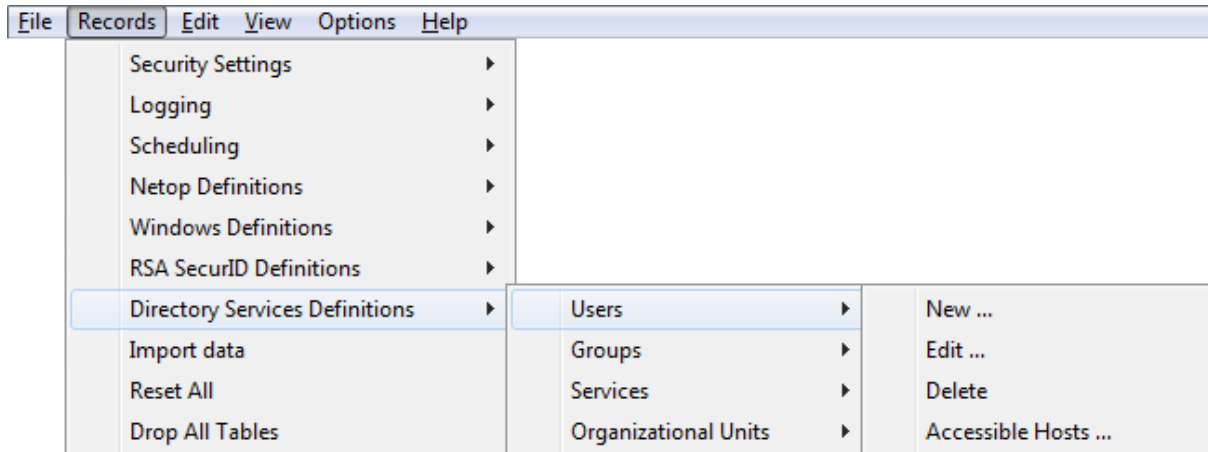 File Records Edit View Options Help
Security Settings
Logging
Scheduling
Netop Definitions
Windows Definitions
RSA SecurID Definitions
Directory Services Definitions Users New ...
Import data Groups Edit ...
Reset All Services Delete
Drop All Tables Organizational Units Accessible Hosts ...